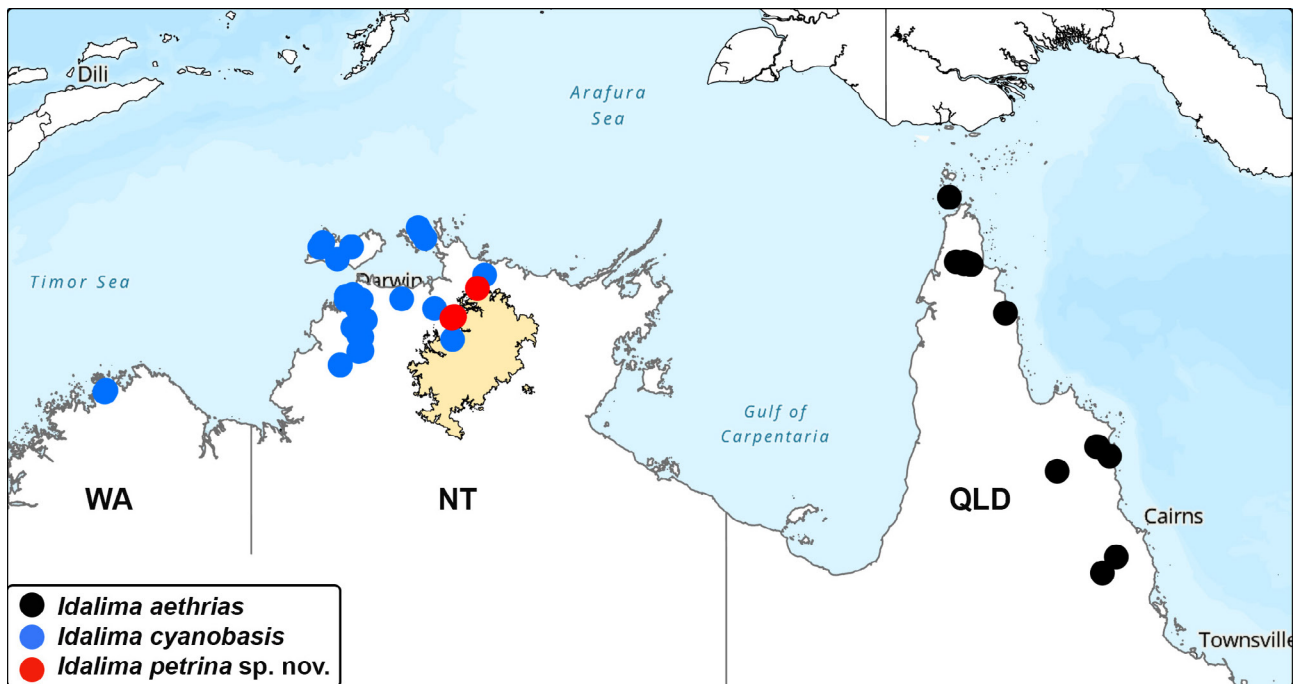 Dili
Arafura
Sea
Timor Sea
Darwin
Gulf of
Carpentaria
WA
NT
QLD
Cairns
Townsville
Idalima aethrias
Idalima cyanobasis
Idalima petrina sp. nov.